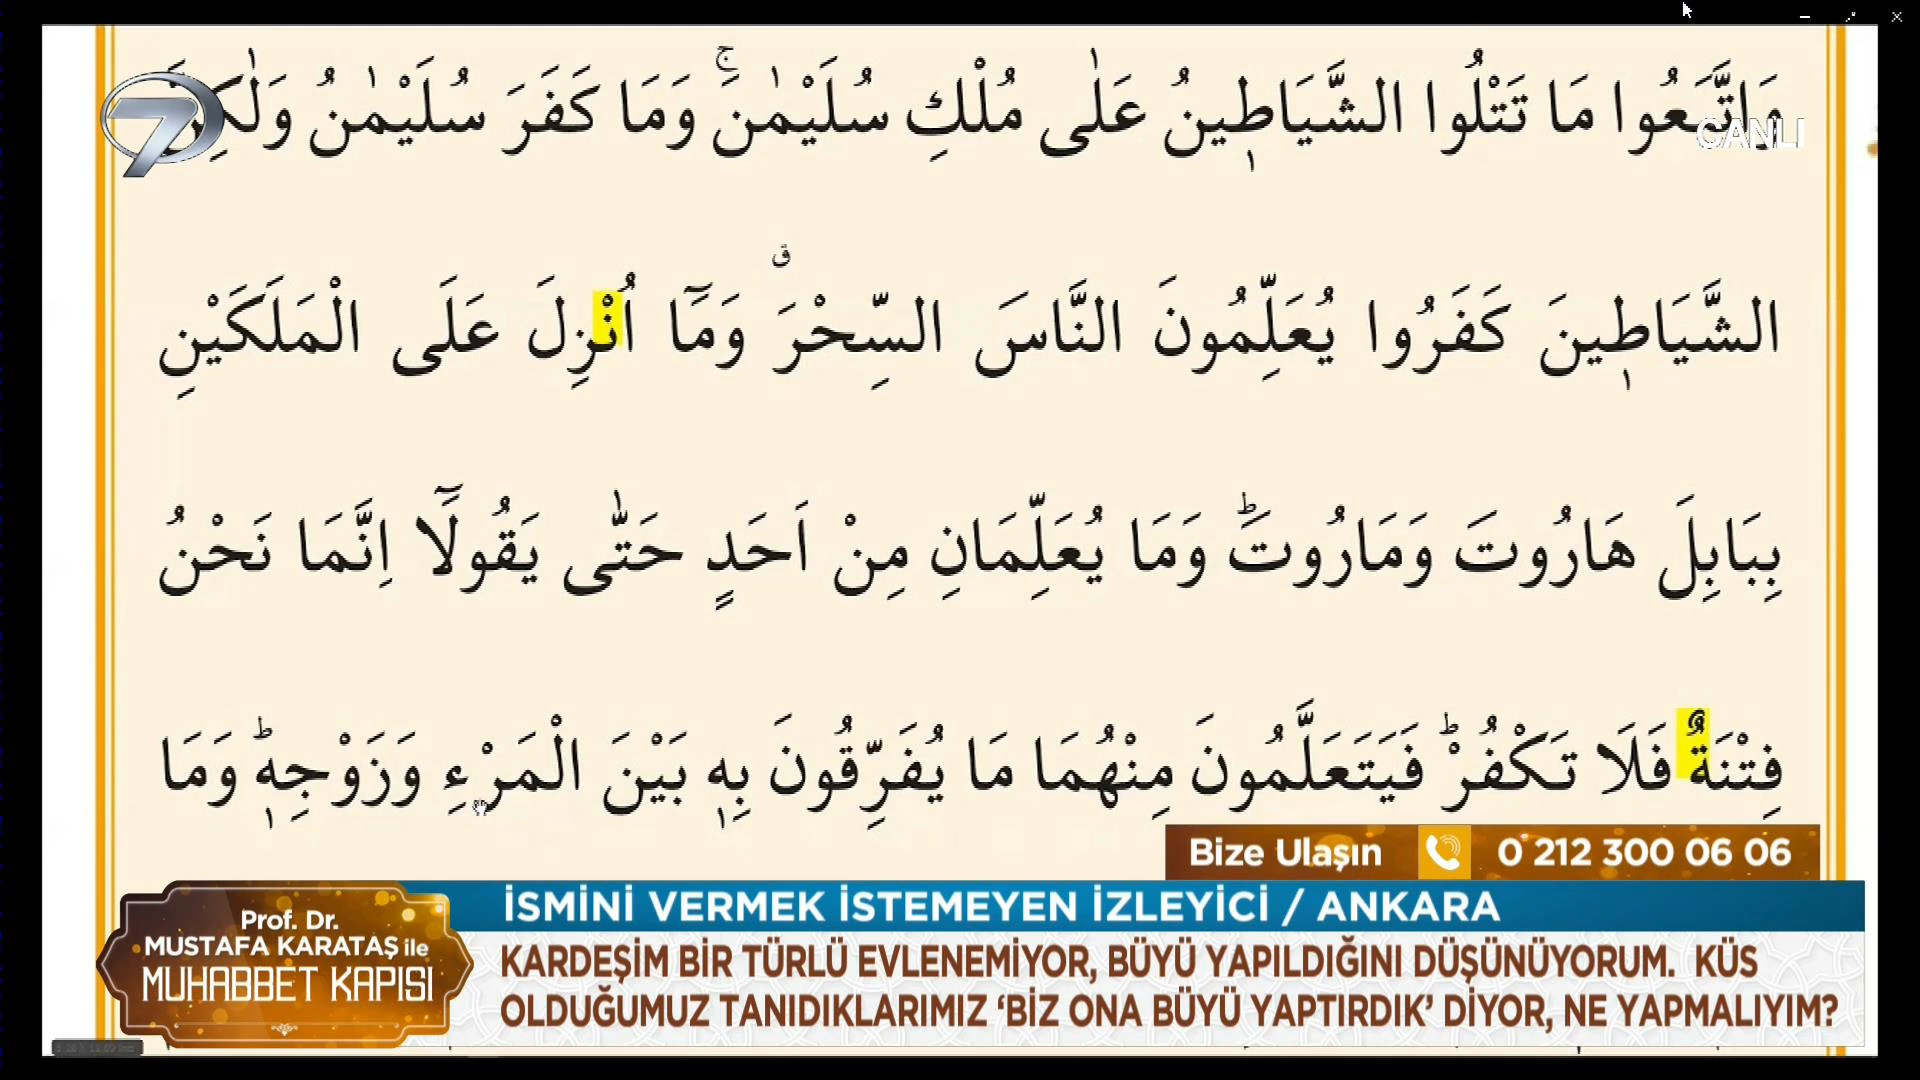 وَاتَّبَعُوا مَا تَتْلُوا الشَّيَاطٖينُ عَلٰى مُلْكِ سُلَيْمٰنَۚ وَمَا كَفَرَ سُلَيْمٰنُ وَلٰكِنَّ
7
CANLI
الشَّيَاطٖينَ كَفَرُوا يُعَلِّمُونَ النَّاسَ السِّحْرَࣗ وَمَٓا اُنْزِلَ عَلَى الْمَلَكَيْنِ
بِبَابِلَ هَارُوتَ وَمَارُوتَؕ وَمَا يُعَلِّمَانِ مِنْ اَحَدٍ حَتّٰى يَقُولَٓا اِنَّمَا نَحْنُ
فِتْنَةٌ فَلَا تَكْفُرْؕ فَيَتَعَلَّمُونَ مِنْهُمَا مَا يُفَرِّقُونَ بِهٖ بَيْنَ الْمَرْءِ وَزَوْجِهٖؕ وَمَا
Bize Ulaşın 0 212 300 06 06
Prof. Dr.
MUSTAFA KARATAŞ ile
MUHABBET KAPISI
İSMİNİ VERMEK İSTEMEYEN İZLEYİCİ / ANKARA
KARDEŞİM BİR TÜRLÜ EVLENEMİYOR, BÜYÜ YAPILDIĞINI DÜŞÜNÜYORUM. KÜS
OLDUĞUMUZ TANIDIKLARIMIZ ‘BİZ ONA BÜYÜ YAPTIRDIK’ DİYOR, NE YAPMALIYIM?